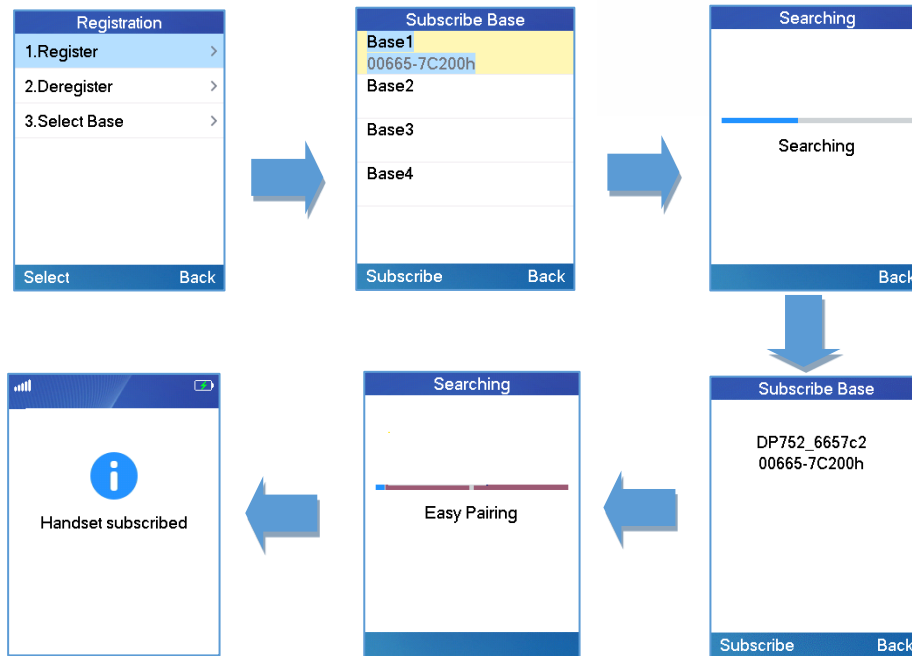 Registration
1.Register
2.Deregister
3.Select Base
Select Back
Subscribe Base
Base1
00665-7C200h
Base2
Base3
Base4
Subscribe Back
Searching
Searching
Back
Subscribe Base
DP752_6657c2
00665-7C200h
Subscribe Back
Searching
Easy Pairing
Handset subscribed